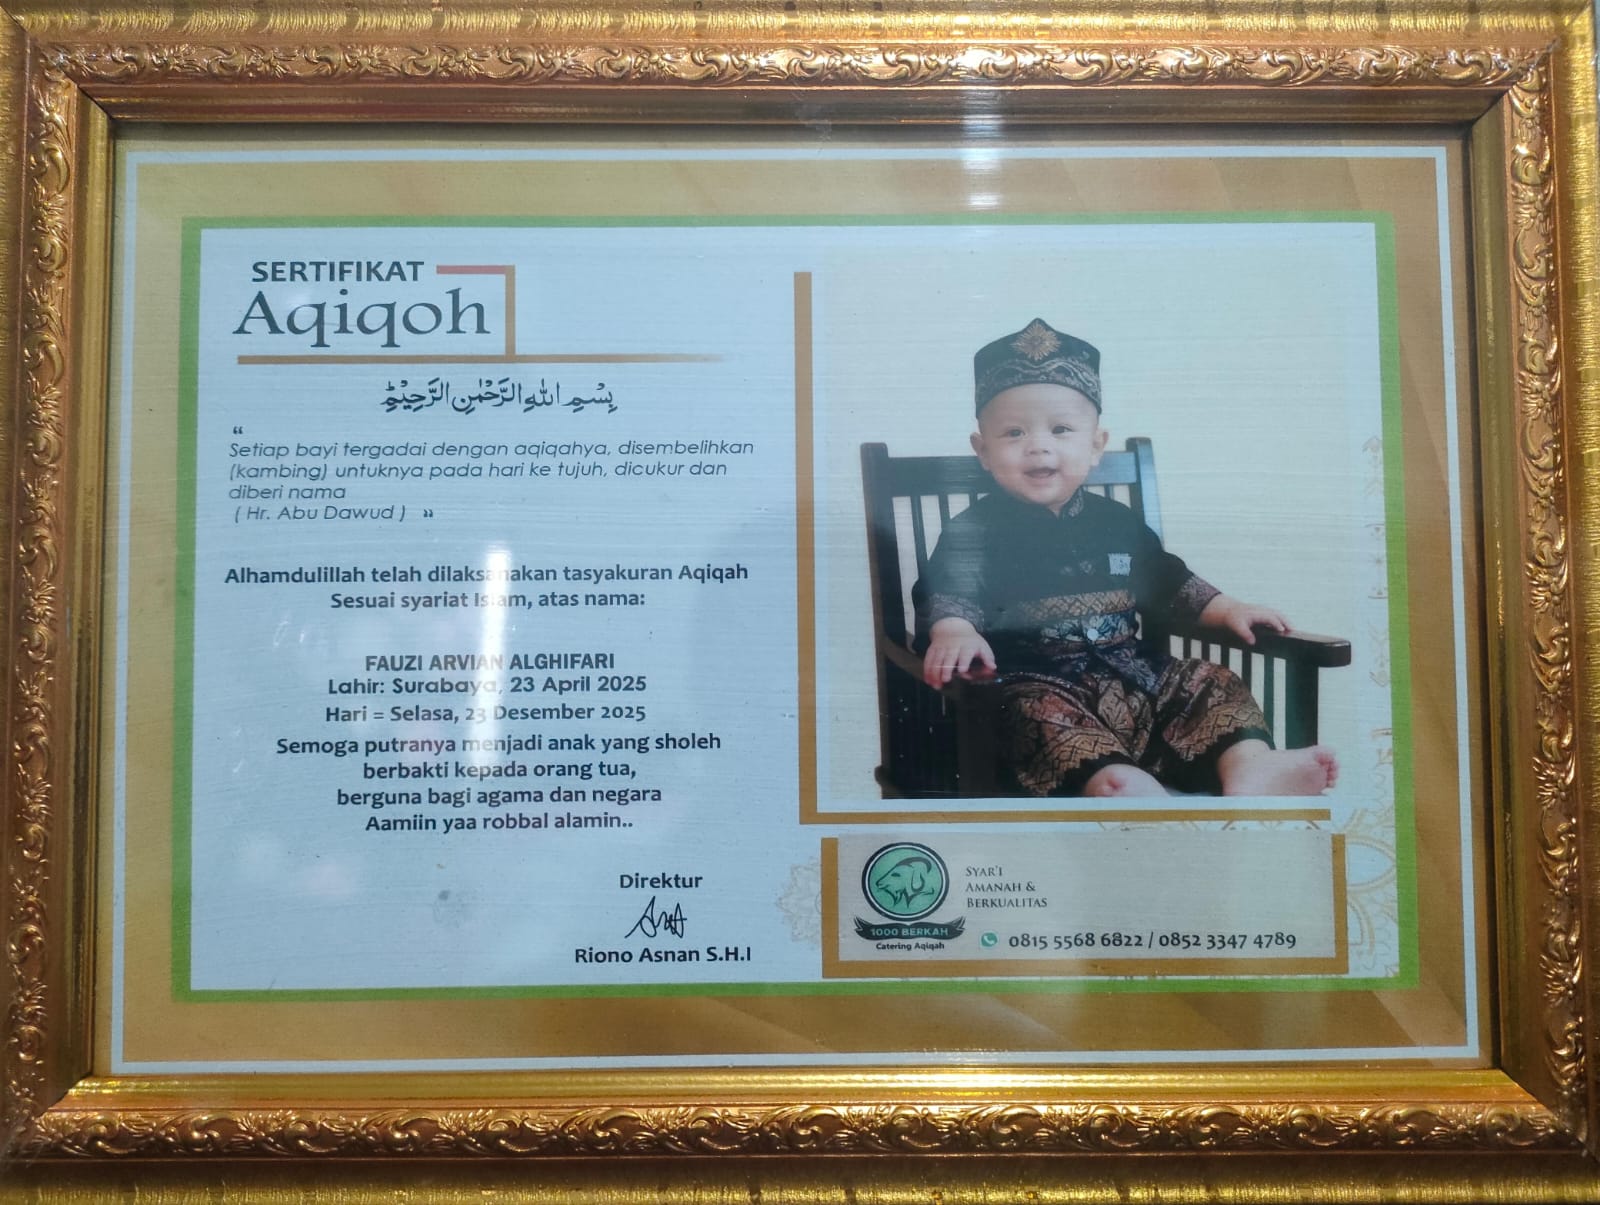 SERTIFIKAT
Aqiqoh
بِسْمِ اللهِ الرَّحْمٰنِ الرَّحِيْمِ
“
Setiap bayi tergadai dengan aqiqahya, disembelihkan
(kambing) untuknya pada hari ke tujuh, dicukur dan
diberi nama
( Hr. Abu Dawud ) ”
Alhamdulillah telah dilaksanakan tasyakuran Aqiqah
Sesuai syariat Islam, atas nama:
FAUZI ARVIAN ALGHIFARI
Lahir: Surabaya, 23 April 2025
Hari = Selasa, 23 Desember 2025
Semoga putranya menjadi anak yang sholeh
berbakti kepada orang tua,
berguna bagi agama dan negara
Aamiin yaa robbal alamin..
Direktur
Riono Asnan S.H.I
1000 BERKAH
Catering Aqiqah
SYAR'I
AMANAH &
BERKUALITAS
0815 5568 6822 / 0852 3347 4789